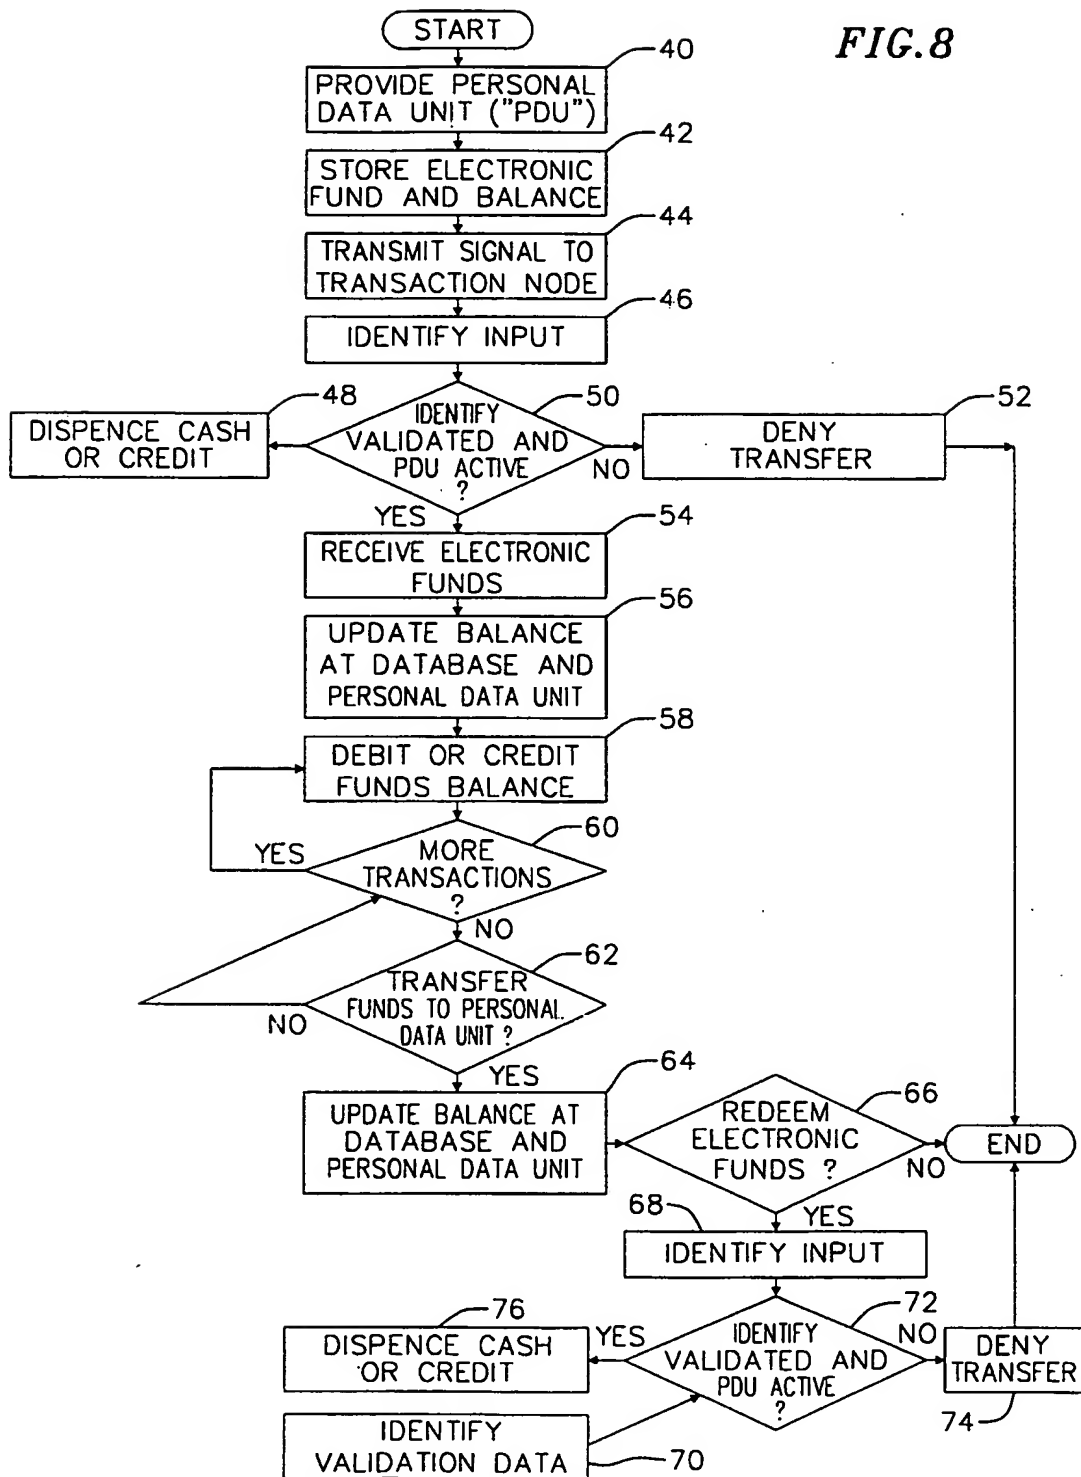 START
FIG.8
40
PROVIDE PERSONAL
DATA UNIT ("PDU")
42
STORE ELECTRONIC
FUND AND BALANCE
44
TRANSMIT SIGNAL TO
TRANSACTION NODE
46
IDENTIFY INPUT
48
DISPENCE CASH
OR CREDIT
50
IDENTIFY
VALIDATED AND
PDU ACTIVE
?
NO
52
DENY
TRANSFER
YES
54
RECEIVE ELECTRONIC
FUNDS
56
UPDATE BALANCE
AT DATABASE AND
PERSONAL DATA UNIT
58
DEBIT OR CREDIT
FUNDS BALANCE
60
YES
MORE
TRANSACTIONS
?
NO
62
TRANSFER
FUNDS TO PERSONAL
DATA UNIT ?
NO
YES
64
UPDATE BALANCE AT
DATABASE AND
PERSONAL DATA UNIT
66
REDEEM
ELECTRONIC
FUNDS ?
NO
END
YES
68
IDENTIFY INPUT
72
IDENTIFY
VALIDATED AND
PDU ACTIVE
?
YES
NO
76
DISPENCE CASH
OR CREDIT
DENY
TRANSFER
74
IDENTIFY
VALIDATION DATA
70